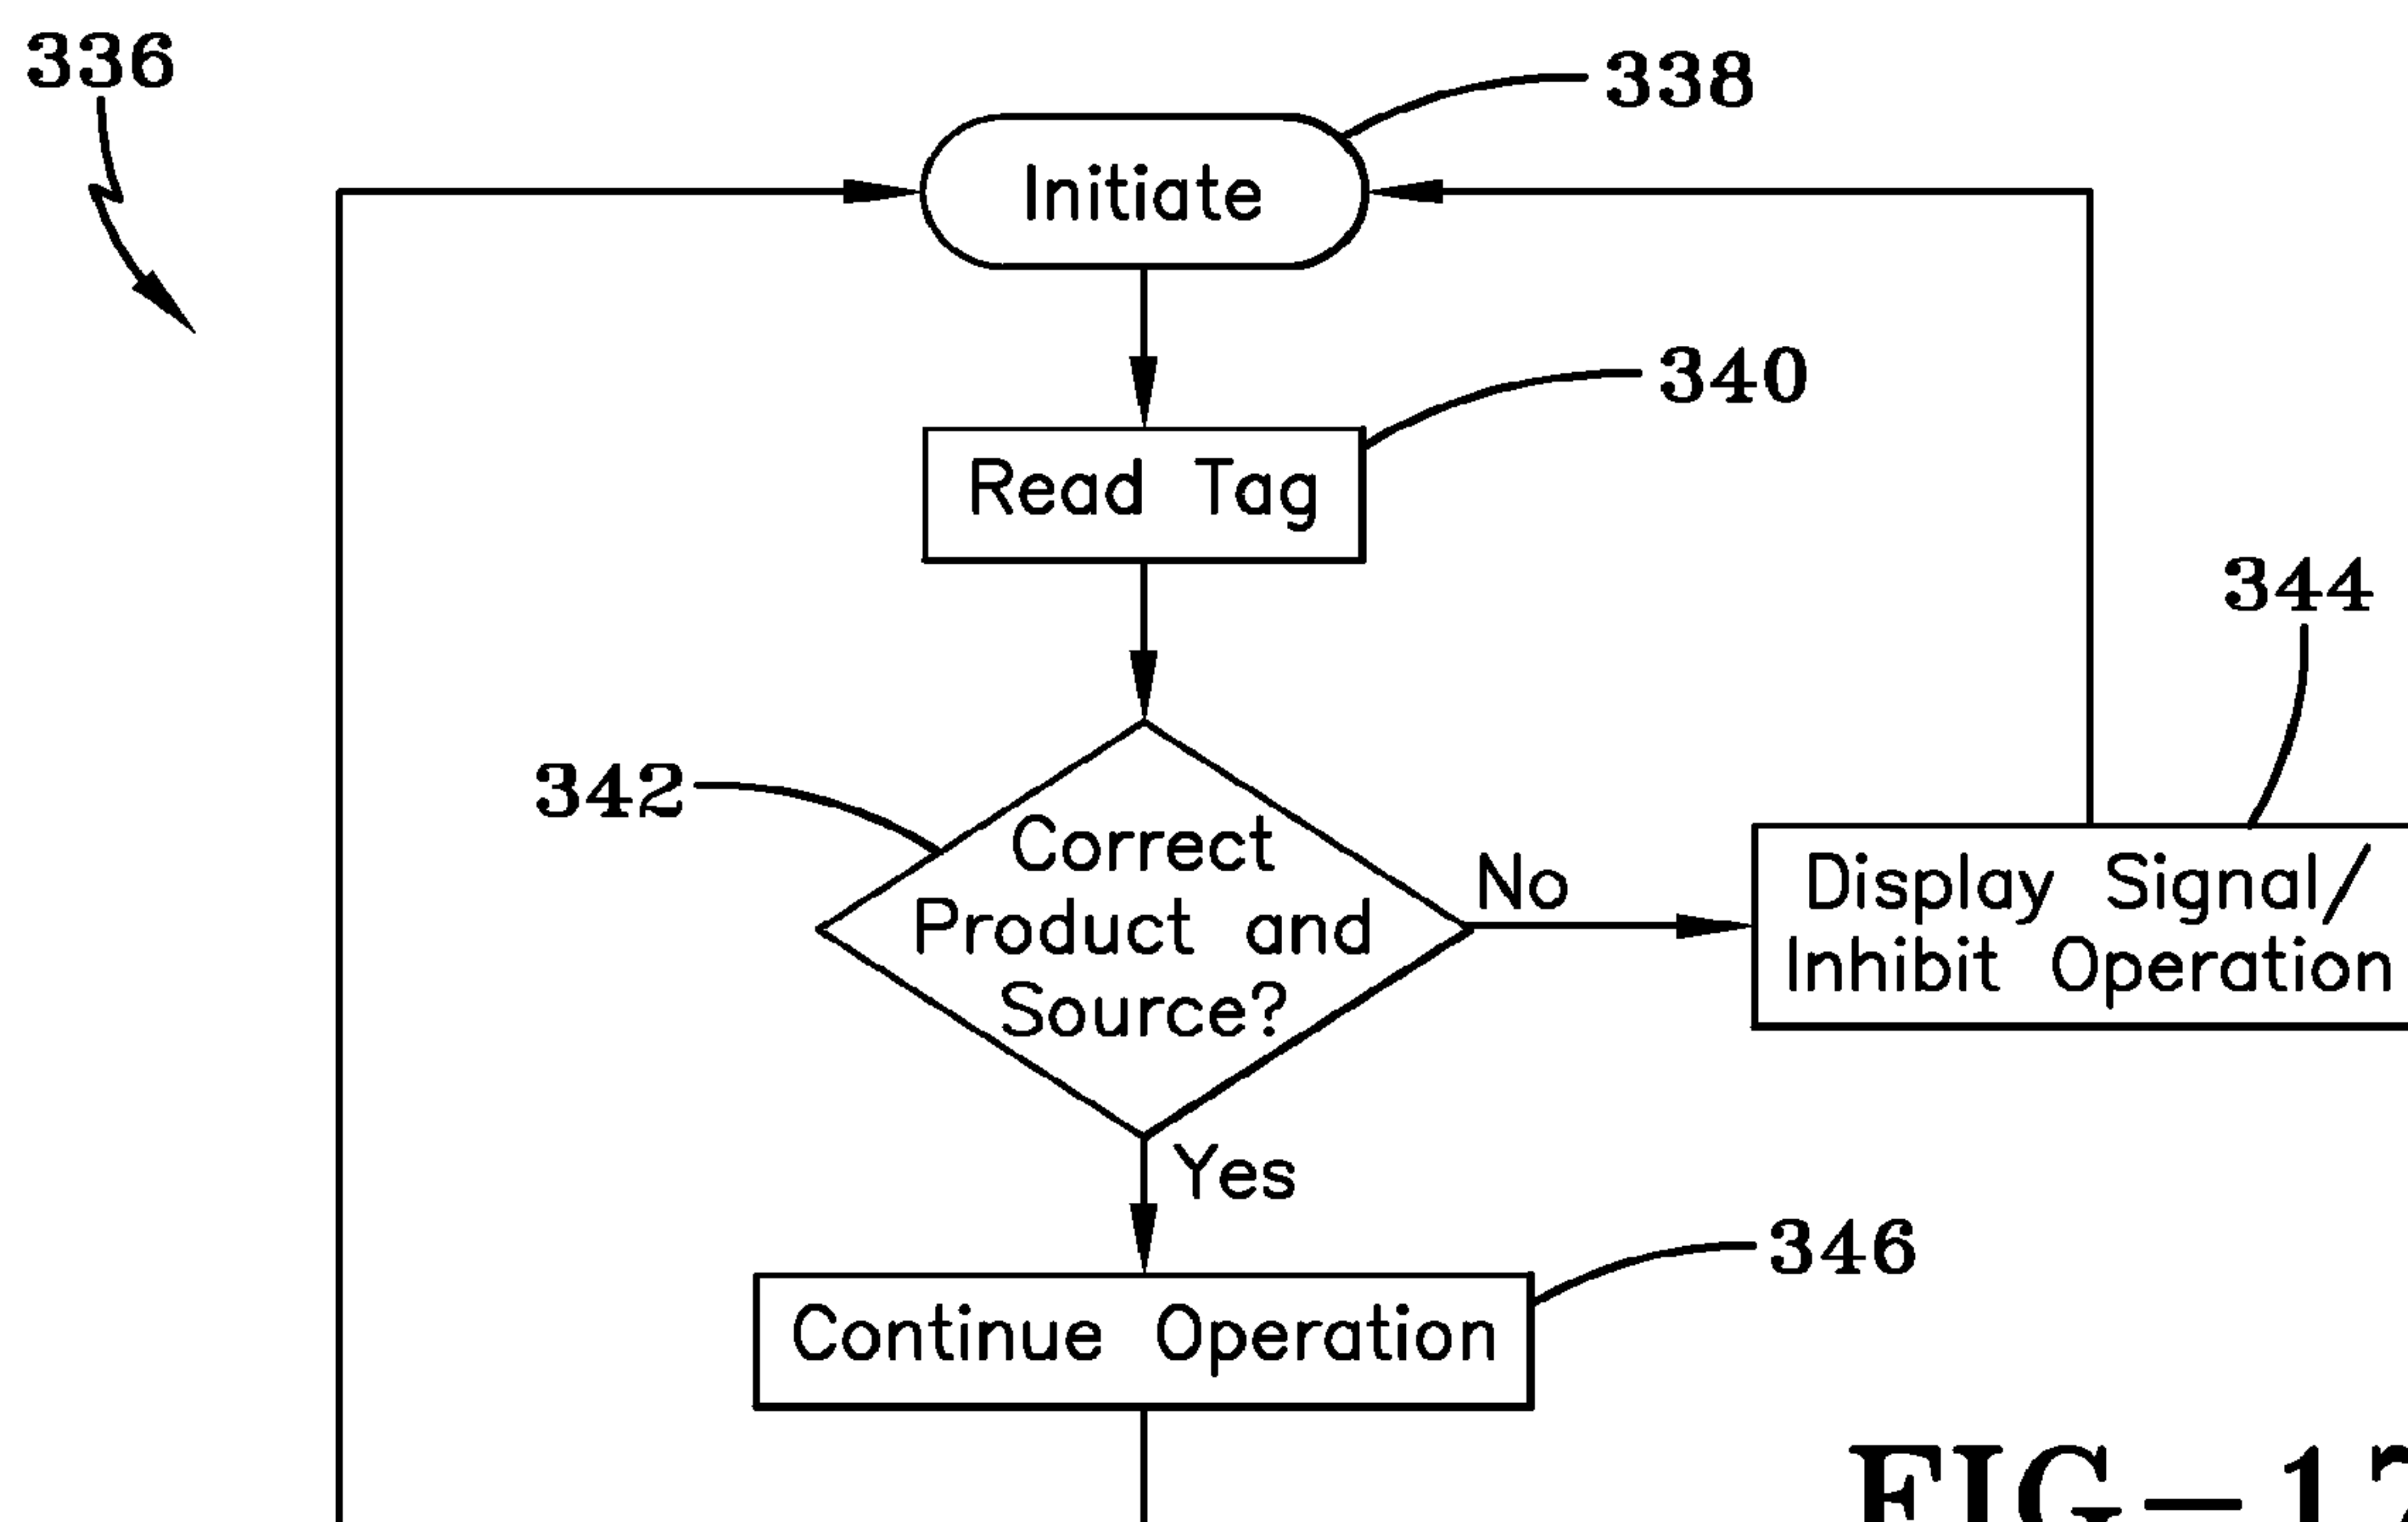 336
338
Initiate
340
Read Tag
344
342
Correct
Product and
Source?
No
Display Signal/
Inhibit Operation
Yes
346
Continue Operation